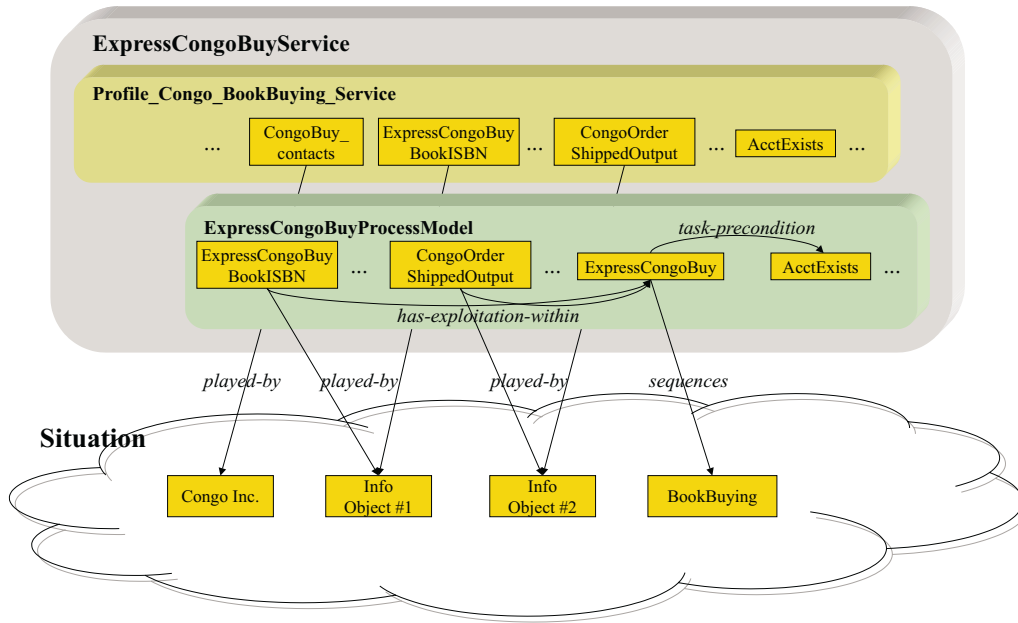 ExpressCongoBuyService
Profile_Congo_BookBuying_Service
... CongoBuy_
contacts
ExpressCongoBuy
BookISBN
... CongoOrder
ShippedOutput
... AcctExists ...
ExpressCongoBuyProcessModel
task-precondition
ExpressCongoBuy
BookISBN
... CongoOrder
ShippedOutput
... ExpressCongoBuy
AcctExists ...
has-exploitation-within
played-by played-by played-by sequences
Situation
Congo Inc.
Info
Object #1
Info
Object #2
BookBuying